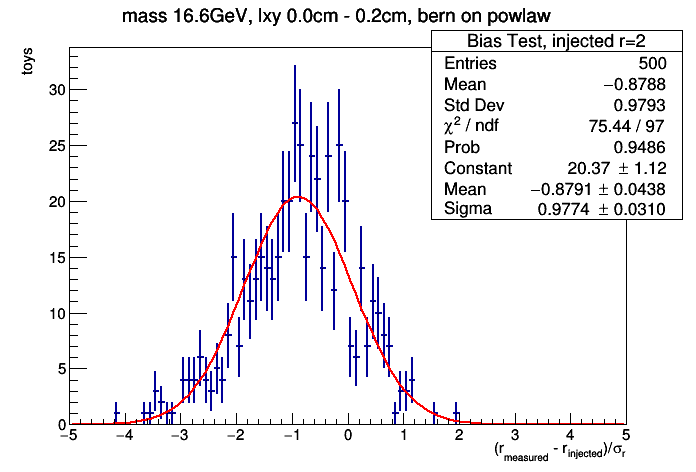 mass 16.6GeV, lxy 0.0cm - 0.2cm, bern on powlaw
Bias Test, injected r=2
Entries 500
Mean −0.8788
Std Dev 0.9793
χ² / ndf 75.44 / 97
Prob 0.9486
Constant 20.37 ± 1.12
Mean −0.8791 ± 0.0438
Sigma 0.9774 ± 0.0310
toys
30
25
20
15
10
5
0
−5 −4 −3 −2 −1 0 1 2 3 4 5
(r_measured - r_injected)/σ_r